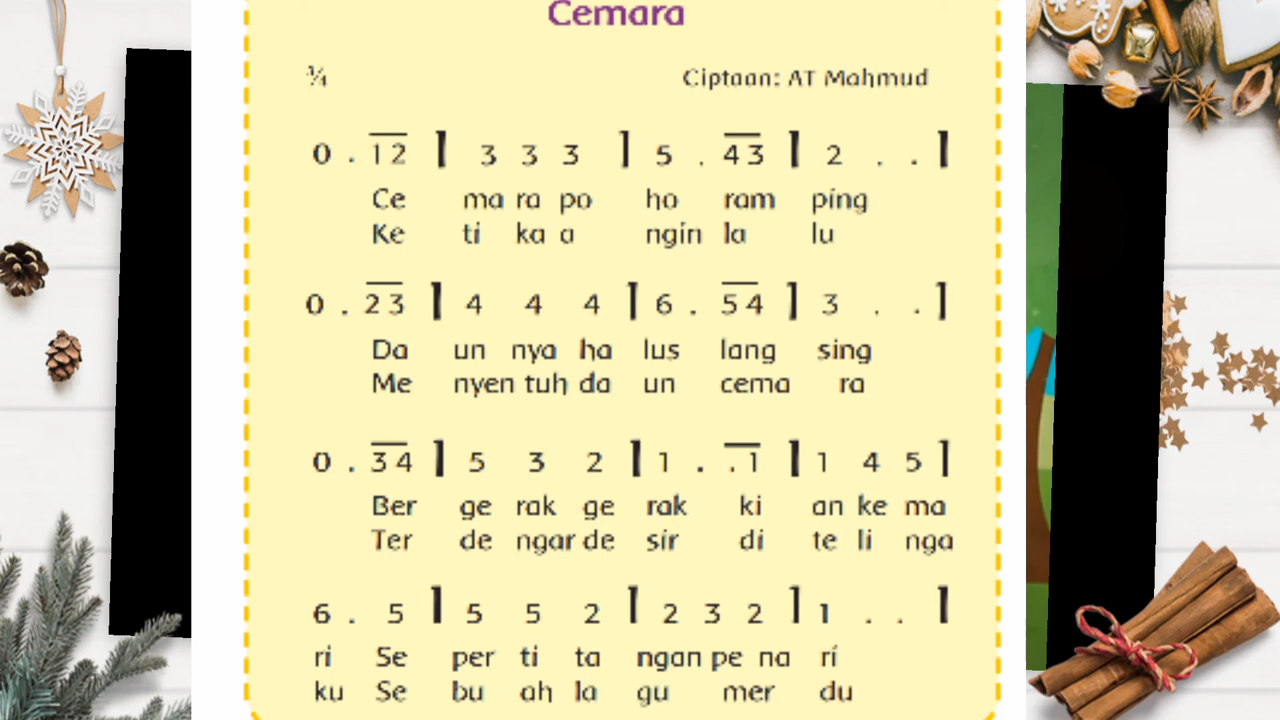 Cemara
¾ Ciptaan: AT Mahmud
0 . 12 | 3 3 3 | 5 . 43 | 2 . . |
Ce ma ra po ho ram ping
Ke ti ka a ngin la lu
0 . 23 | 4 4 4 | 6 . 54 | 3 . . |
Da un nya ha lus lang sing
Me nyen tuh da un cema ra
0 . 34 | 5 3 2 | 1 . . 1 | 1 4 5 |
Ber ge rak ge rak ki an ke ma
Ter de ngar de sir di te li nga
6 . 5 | 5 5 2 | 2 3 2 | 1 . . |
ri Se per ti ta ngan pe na ri
ku Se bu ah la gu mer du